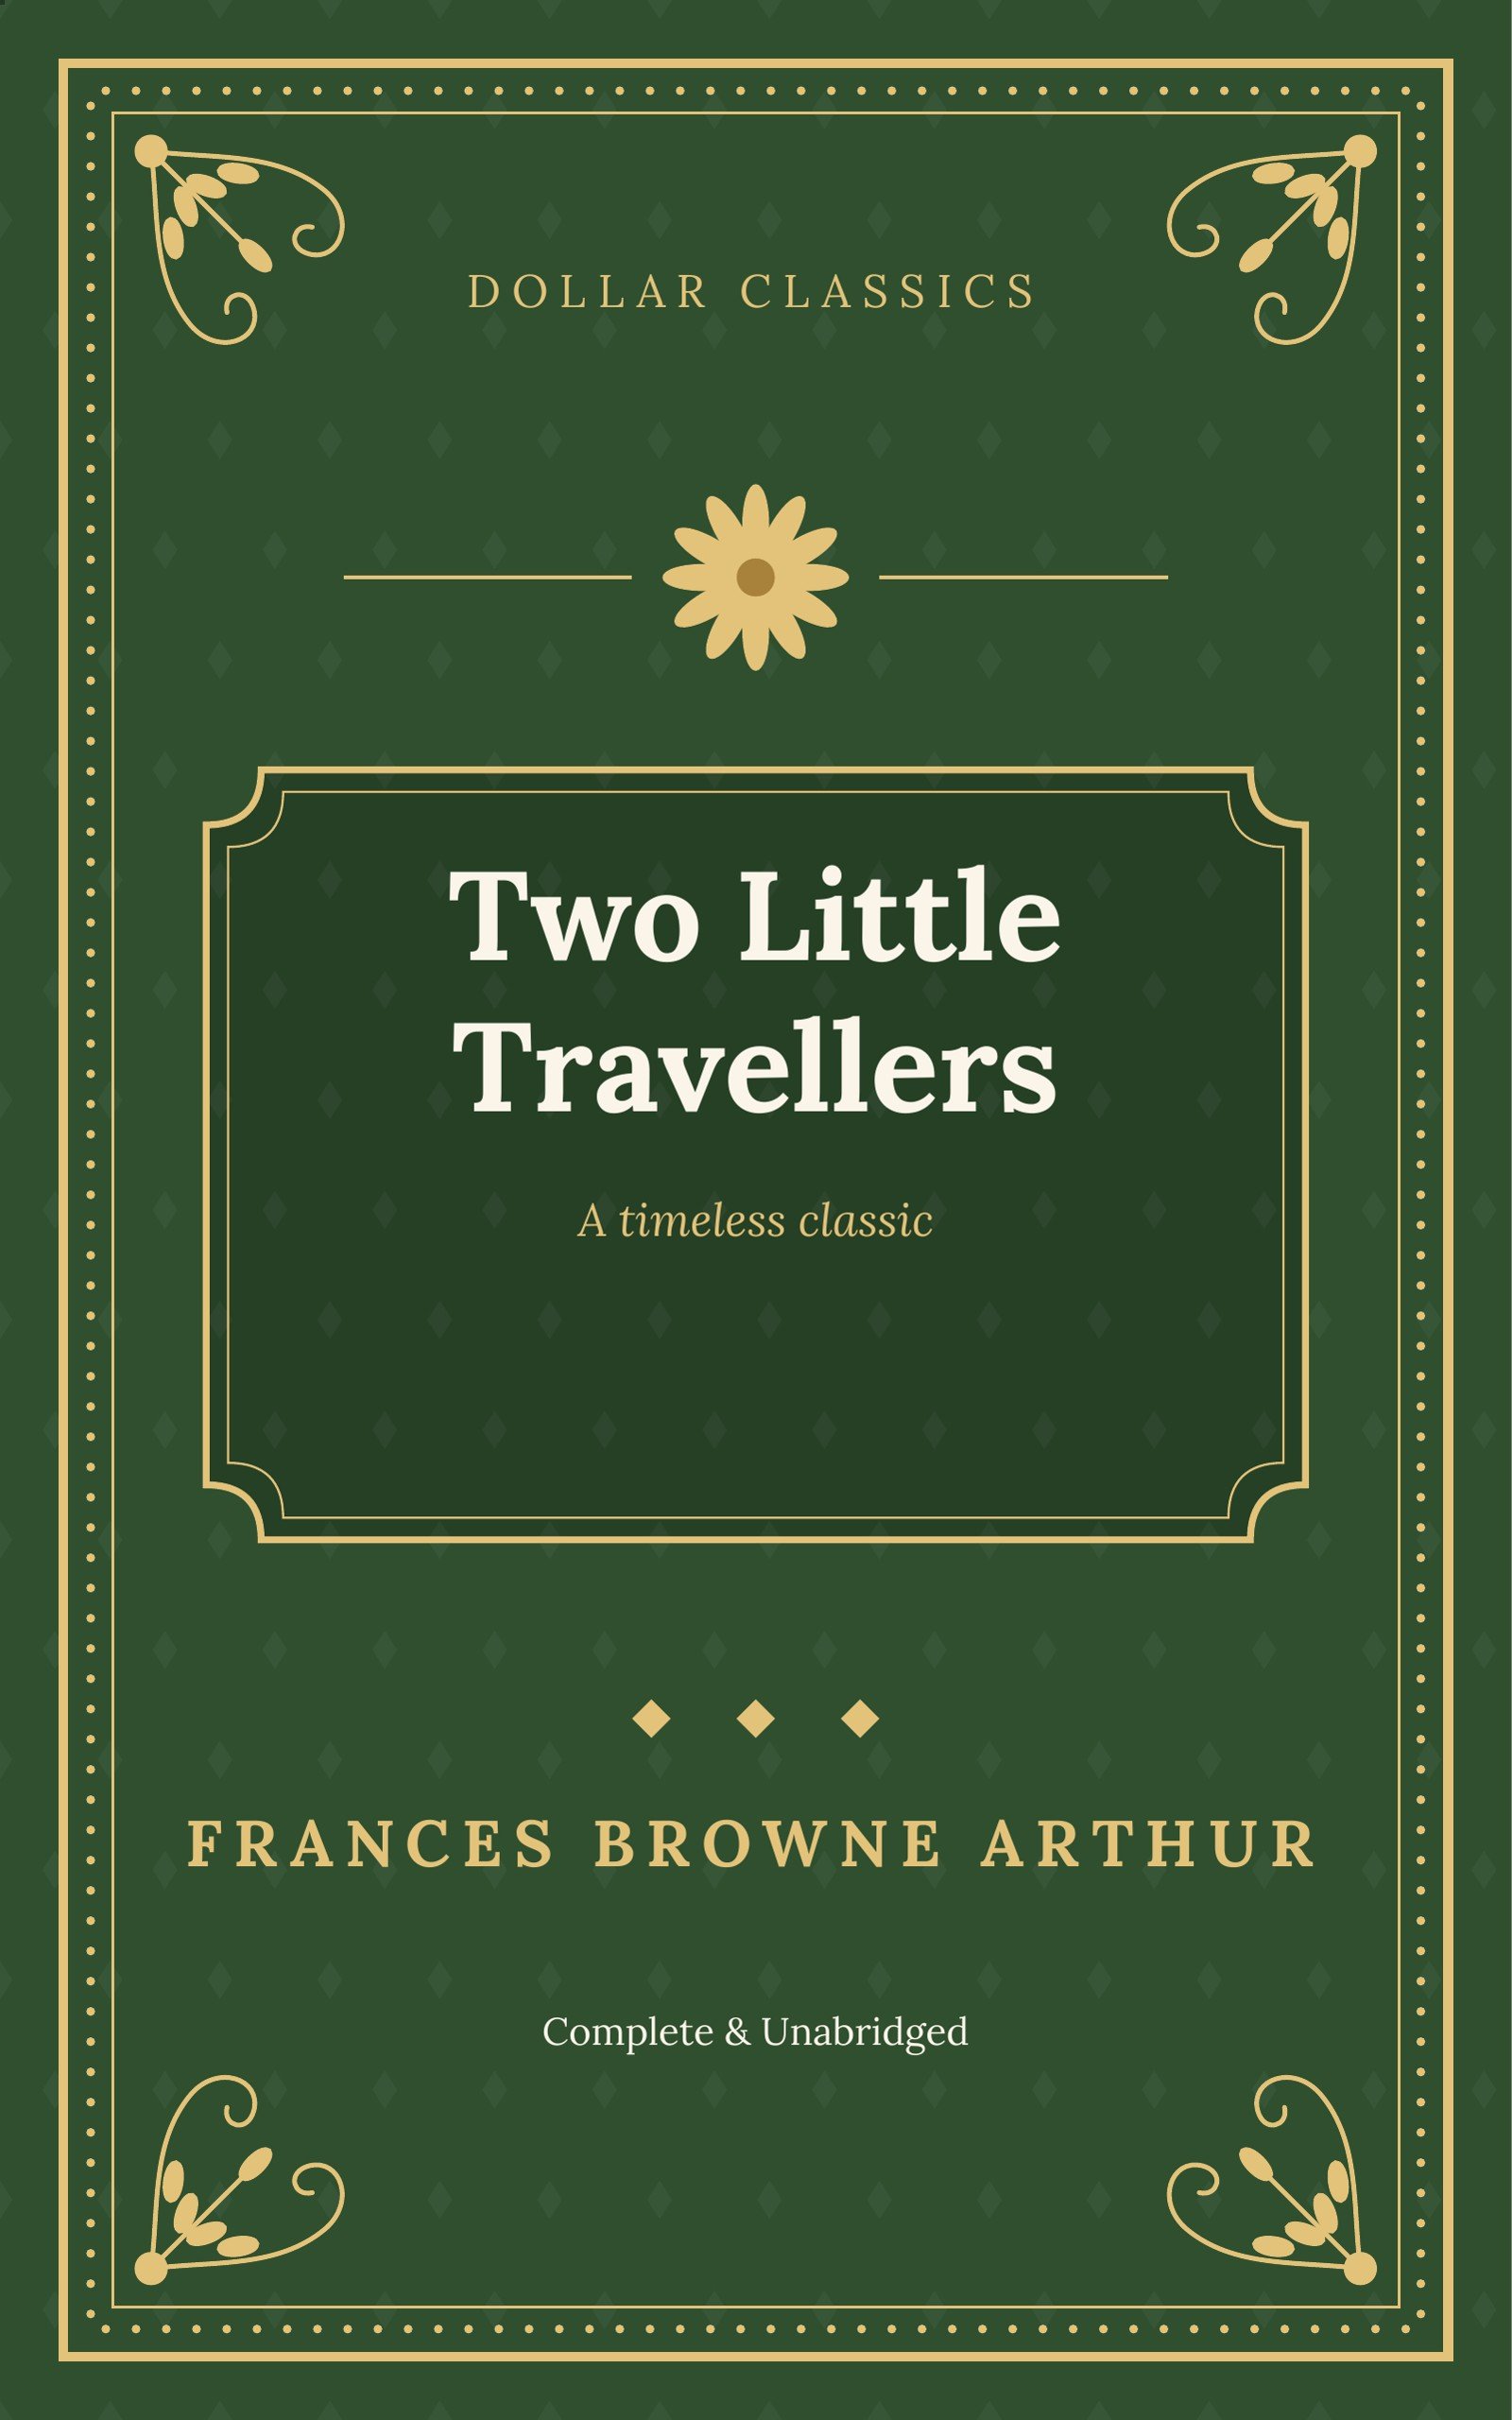 DOLLAR CLASSICS
Two Little
Travellers
A timeless classic
FRANCES BROWNE ARTHUR
Complete & Unabridged